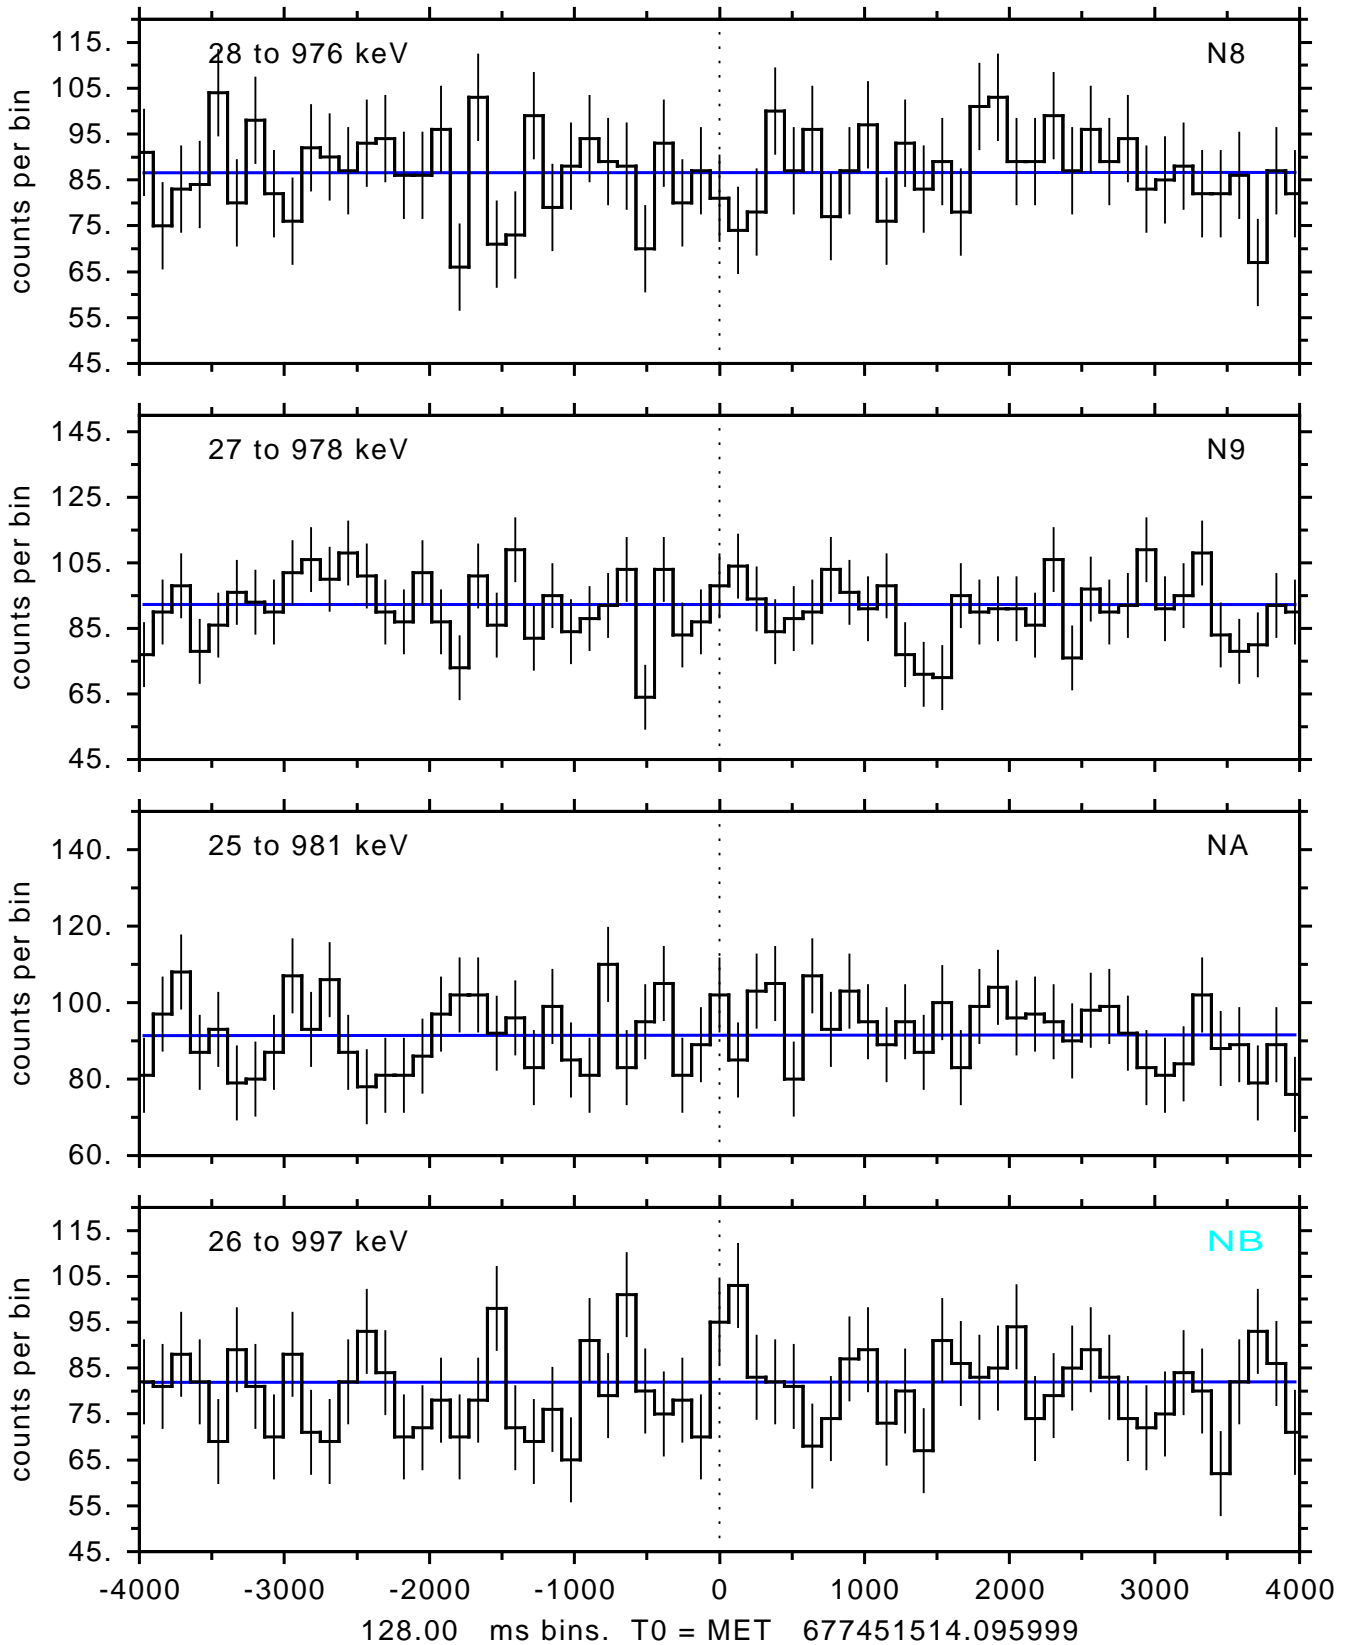 28 to 976 keV N8
115.
105.
95.
85.
75.
65.
55.
45.
counts per bin
27 to 978 keV N9
145.
125.
105.
85.
65.
45.
counts per bin
25 to 981 keV NA
140.
120.
100.
80.
60.
counts per bin
26 to 997 keV NB
115.
105.
95.
85.
75.
65.
55.
45.
counts per bin
-4000 -3000 -2000 -1000 0 1000 2000 3000 4000
128.00 ms bins. T0 = MET 677451514.095999